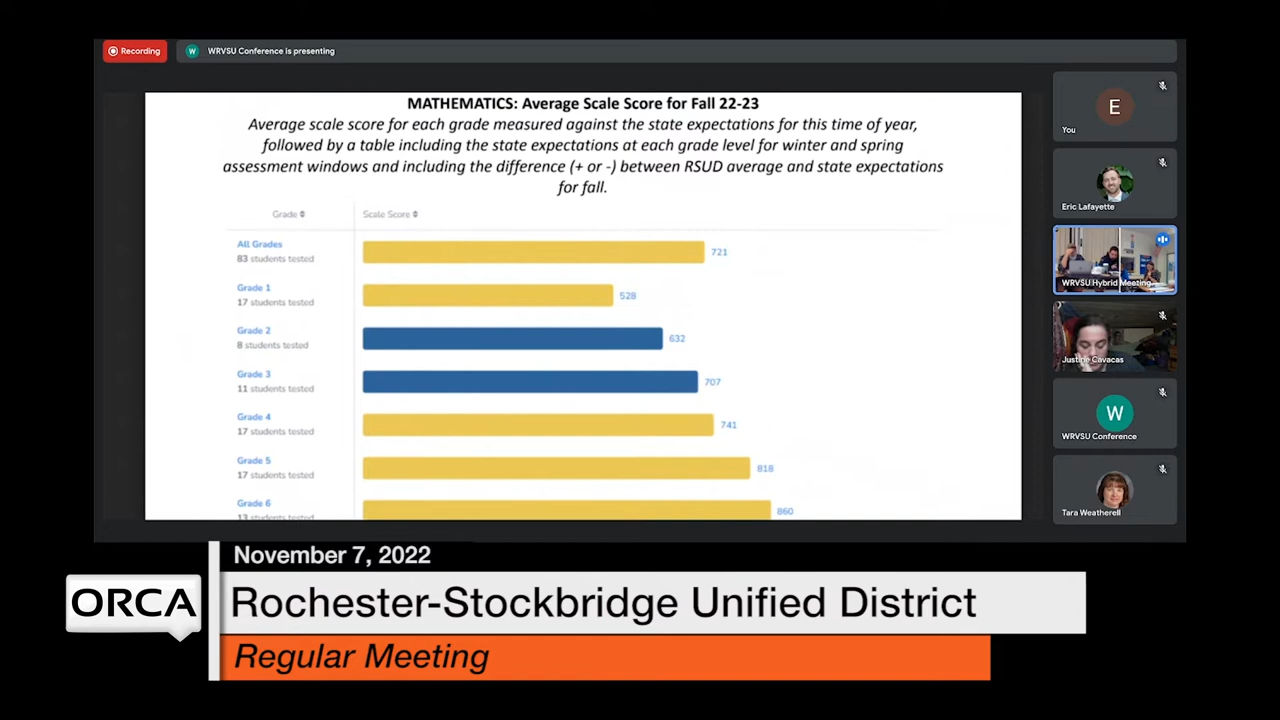 Recording
W
WRVSU Conference is presenting
MATHEMATICS: Average Scale Score for Fall 22-23
Average scale score for each grade measured against the state expectations for this time of year,
followed by a table including the state expectations at each grade level for winter and spring
assessment windows and including the difference (+ or -) between RSUD average and state expectations
for fall.
Grade
Scale Score
All Grades
83 students tested
721
Grade 1
17 students tested
528
Grade 2
8 students tested
632
Grade 3
11 students tested
707
Grade 4
17 students tested
741
Grade 5
17 students tested
818
Grade 6
13 students tested
860
E
You
Eric Lafayette
WRVSU Hybrid Meeting
Justine Cavacas
W
WRVSU Conference
Tara Weatherell
November 7, 2022
ORCA
Rochester-Stockbridge Unified District
Regular Meeting